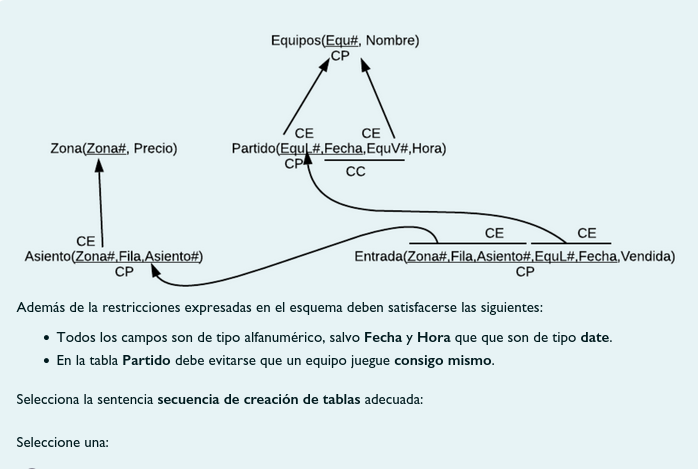 Equipos(Equ#, Nombre)
CP
CE CE
Zona(Zona#, Precio) Partido(EquL#,Fecha,EquV#,Hora)
CP CC
CE CE CE
Asiento(Zona#,Fila,Asiento#) Entrada(Zona#,Fila,Asiento#,EquL#,Fecha,Vendida)
CP CP
Además de la restricciones expresadas en el esquema deben satisfacerse las siguientes:
• Todos los campos son de tipo alfanumérico, salvo Fecha y Hora que que son de tipo date.
• En la tabla Partido debe evitarse que un equipo juegue consigo mismo.
Selecciona la sentencia secuencia de creación de tablas adecuada:
Seleccione una: